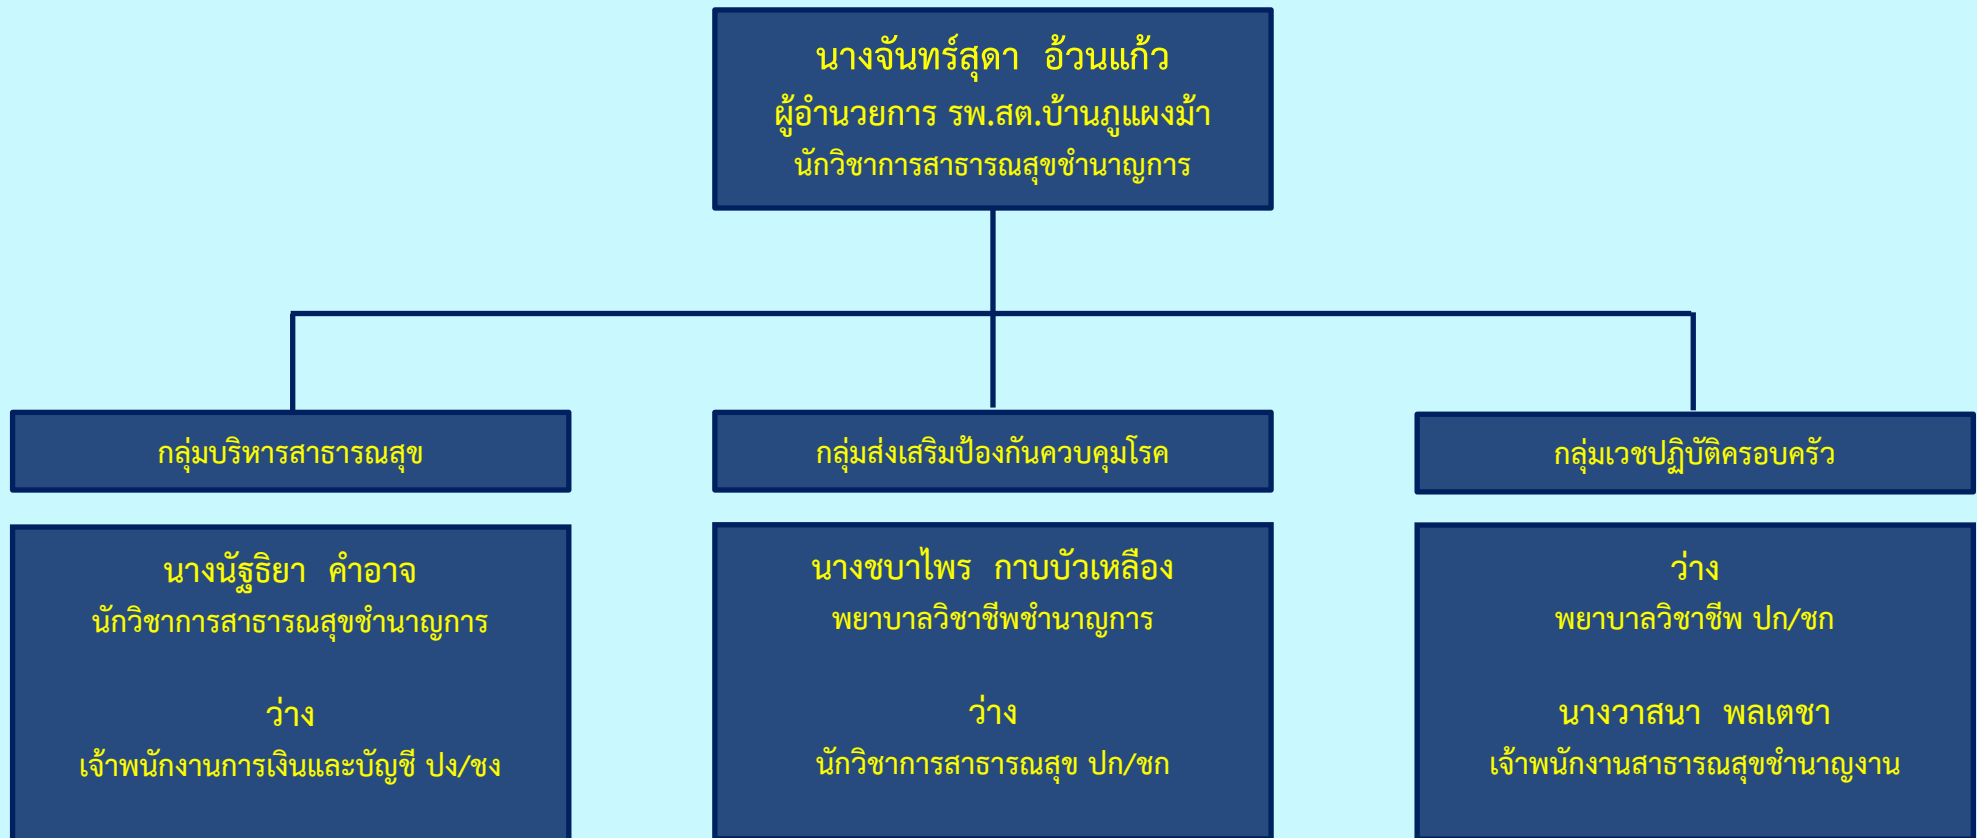 นางจันทร์สุดา อ้วนแก้ว
ผู้อำนวยการ รพ.สต.บ้านภูแผงม้า
นักวิชาการสาธารณสุขชำนาญการ
กลุ่มบริหารสาธารณสุข
นางนัฐธิยา คำอาจ
นักวิชาการสาธารณสุขชำนาญการ
ว่าง
เจ้าพนักงานการเงินและบัญชี ปง/ชง
กลุ่มส่งเสริมป้องกันควบคุมโรค
นางชบาไพร กาบบัวเหลือง
พยาบาลวิชาชีพชำนาญการ
ว่าง
นักวิชาการสาธารณสุข ปก/ชก
กลุ่มเวชปฏิบัติครอบครัว
ว่าง
พยาบาลวิชาชีพ ปก/ชก
นางวาสนา พลเตชา
เจ้าพนักงานสาธารณสุขชำนาญงาน